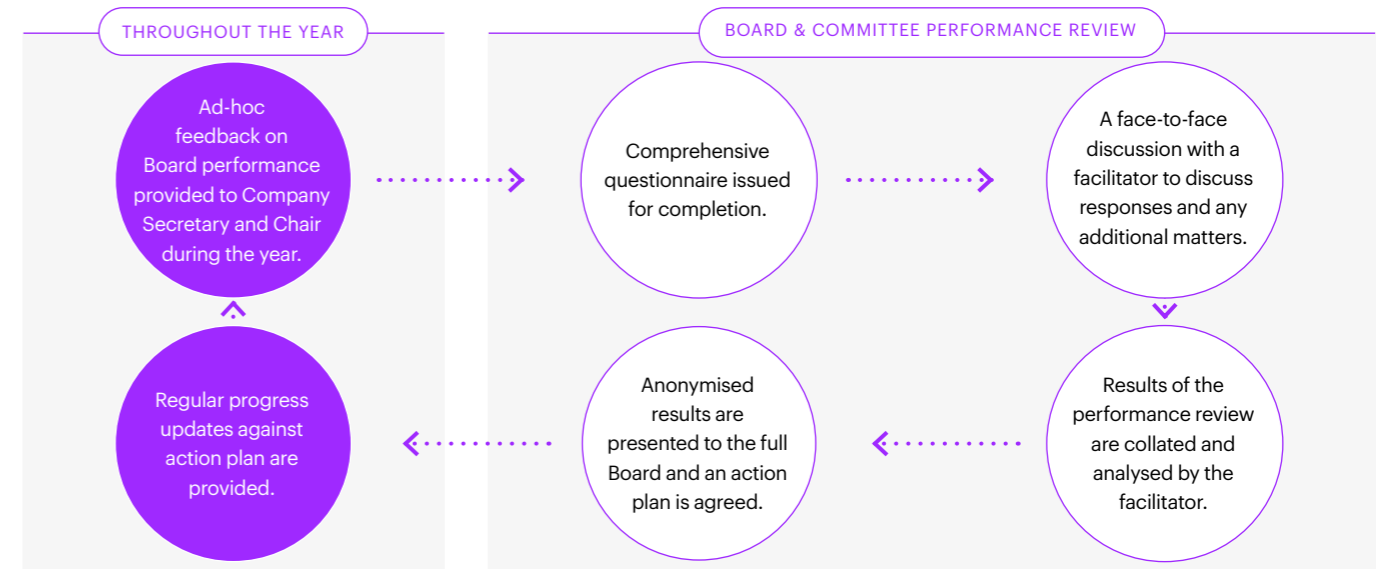 THROUGHOUT THE YEAR
Ad-hoc
feedback on
Board performance
provided to Company
Secretary and Chair
during the year.
Regular progress
updates against
action plan are
provided.
BOARD & COMMITTEE PERFORMANCE REVIEW
Comprehensive
questionnaire issued
for completion.
A face-to-face
discussion with a
facilitator to discuss
responses and any
additional matters.
Results of the
performance review
are collated and
analysed by the
facilitator.
Anonymised
results are
presented to the full
Board and an action
plan is agreed.